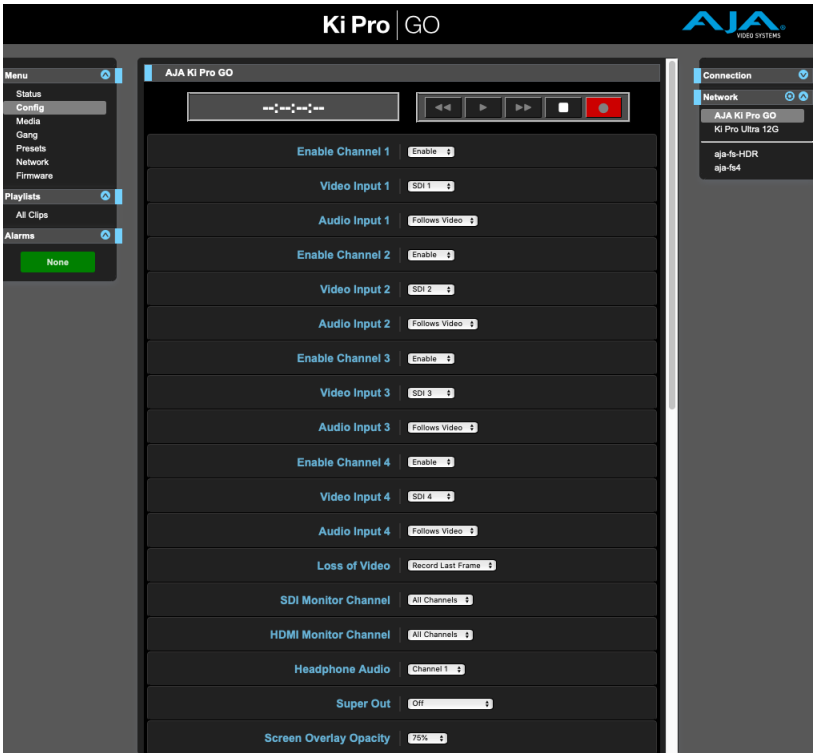 Ki Pro GO
AJA
VIDEO SYSTEMS
Menu
Status
Config
Media
Gang
Presets
Network
Firmware
Playlists
All Clips
Alarms
None
AJA Ki Pro GO
--:--:--:--
Enable Channel 1 Enable
Video Input 1 SDI 1
Audio Input 1 Follows Video
Enable Channel 2 Enable
Video Input 2 SDI 2
Audio Input 2 Follows Video
Enable Channel 3 Enable
Video Input 3 SDI 3
Audio Input 3 Follows Video
Enable Channel 4 Enable
Video Input 4 SDI 4
Audio Input 4 Follows Video
Loss of Video Record Last Frame
SDI Monitor Channel All Channels
HDMI Monitor Channel All Channels
Headphone Audio Channel 1
Super Out Off
Screen Overlay Opacity 75%
Connection
Network
AJA Ki Pro GO
Ki Pro Ultra 12G
aja-fs-HDR
aja-fs4